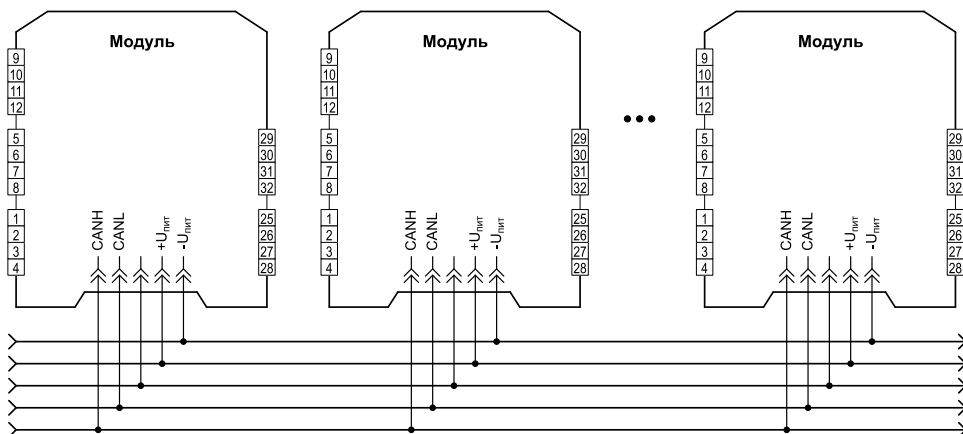 Модуль Модуль Модуль
9 9 9
10 10 10
11 11 11
12 12 12
5 29 5 29 5 29
6 30 6 30 6 30
7 31 7 31 7 31
8 32 8 32 8 32
1 25 1 25 1 25
2 26 2 26 2 26
3 27 3 27 3 27
4 28 4 28 4 28
CANH CANL +Uпит -Uпит
CANH CANL +Uпит -Uпит
CANH CANL +Uпит -Uпит